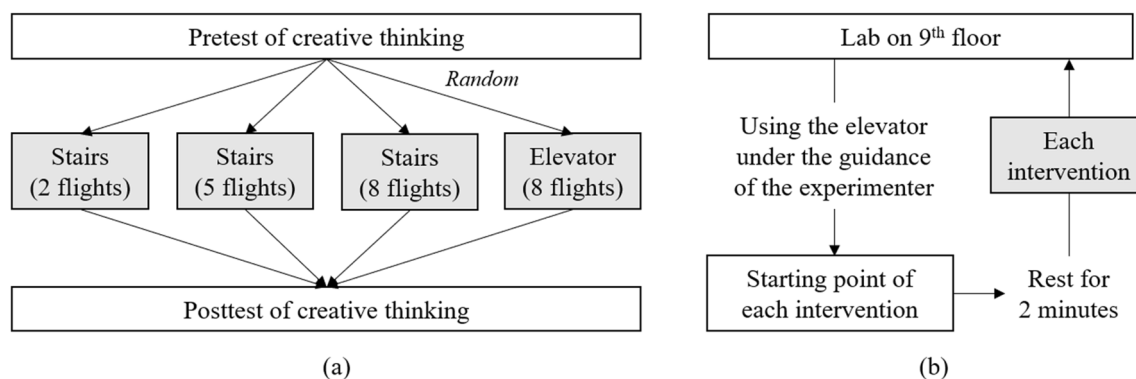 Pretest of creative thinking
Random
Stairs
(2 flights)
Stairs
(5 flights)
Stairs
(8 flights)
Elevator
(8 flights)
Posttest of creative thinking
(a)
Lab on 9th floor
Using the elevator
under the guidance
of the experimenter
Each
intervention
Starting point of
each intervention
Rest for
2 minutes
(b)